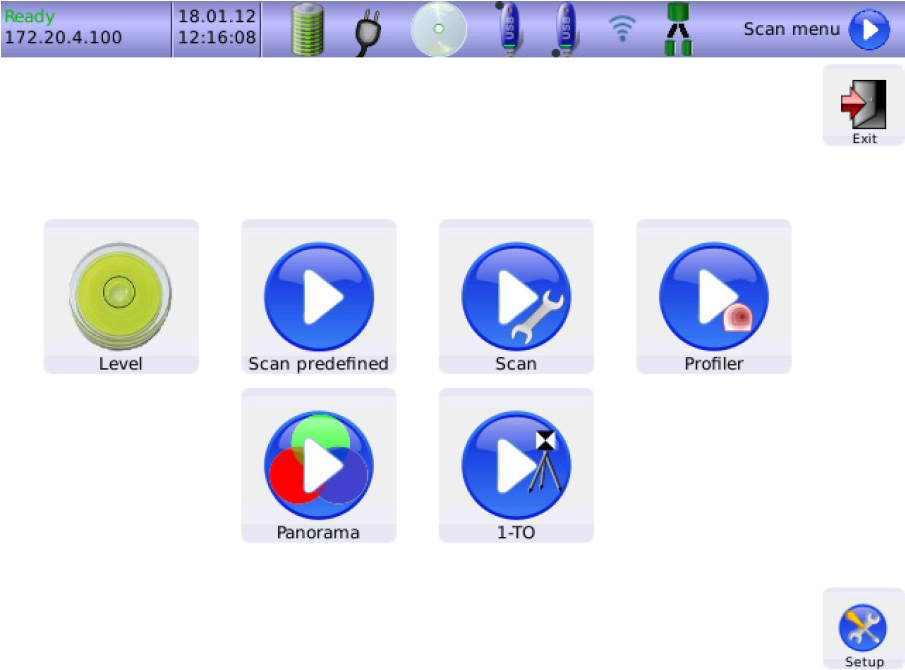 Ready
172.20.4.100
18.01.12
12:16:08
USB
USB
Scan menu
Exit
Level
Scan predefined
Scan
Profiler
Panorama
1-TO
Setup